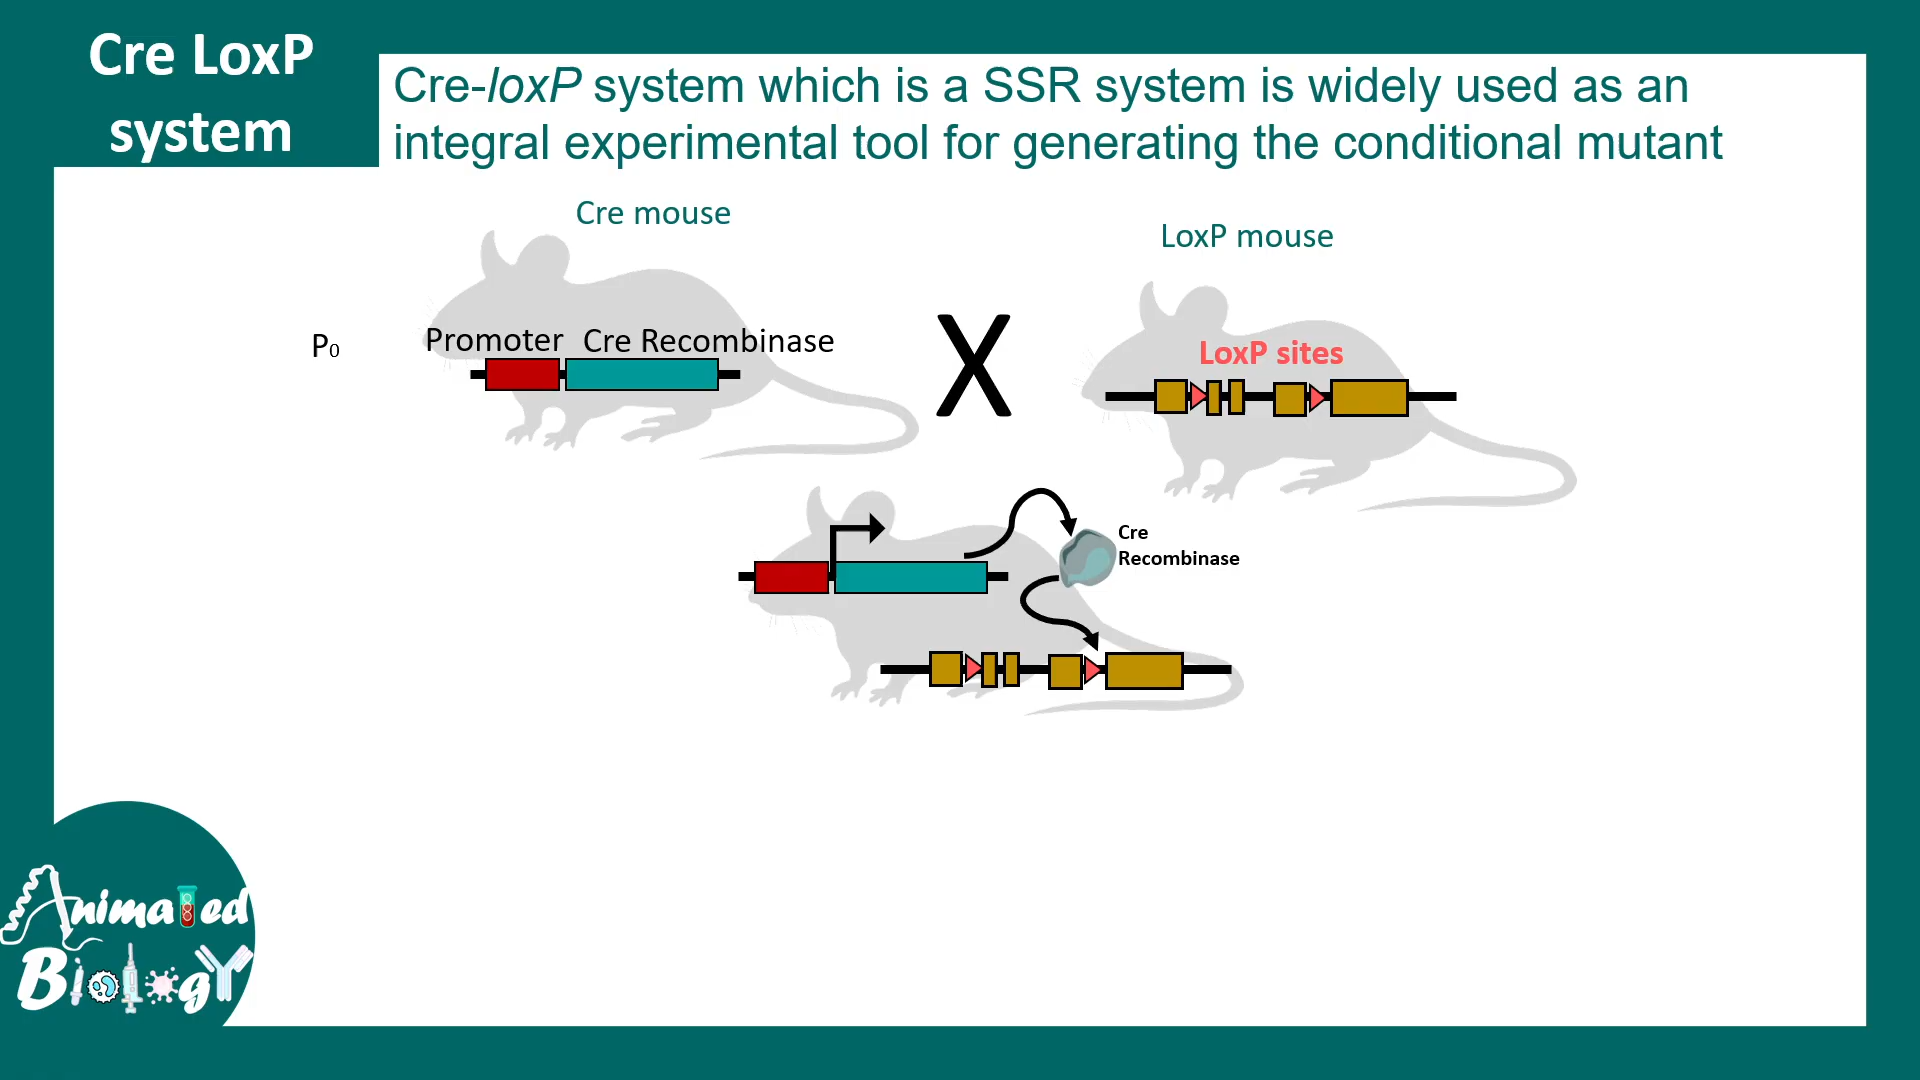 Cre LoxP
system
Cre-loxP system which is a SSR system is widely used as an
integral experimental tool for generating the conditional mutant
Cre mouse
LoxP mouse
P0
Promoter
Cre Recombinase
X
LoxP sites
Cre
Recombinase
Animated
Biology